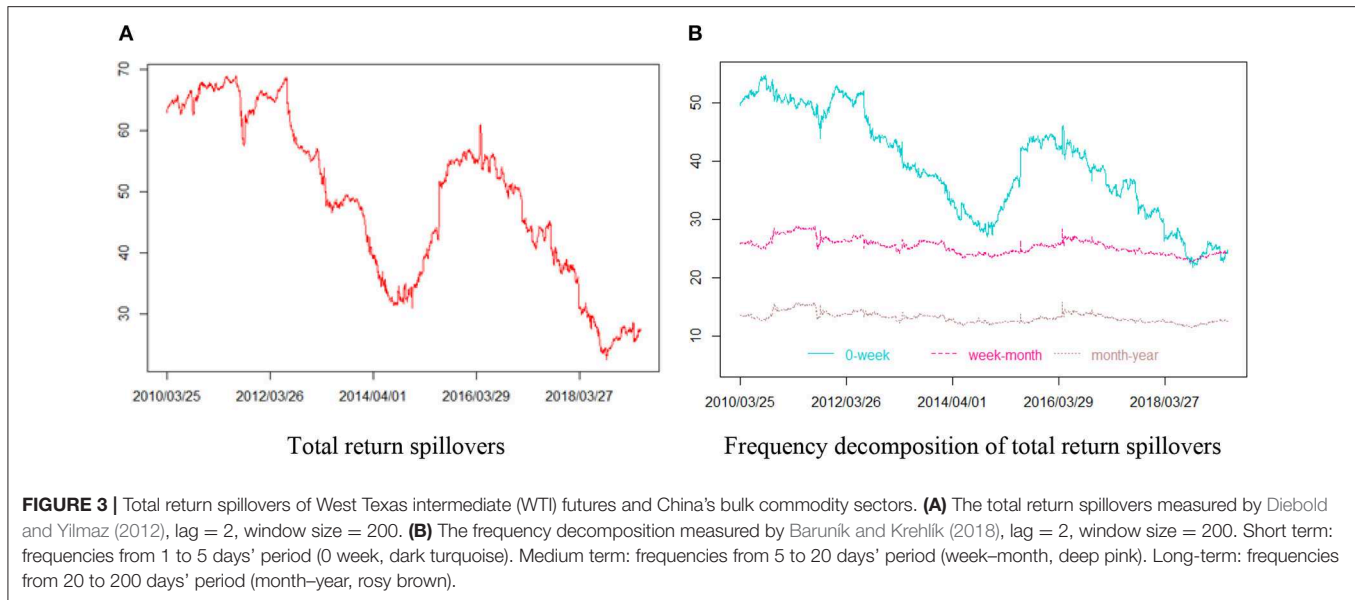 A
B
70
60
50
40
30
2010/03/25 2012/03/26 2014/04/01 2016/03/29 2018/03/27
Total return spillovers
50
40
30
20
10
0-week week-month month-year
2010/03/25 2012/03/26 2014/04/01 2016/03/29 2018/03/27
Frequency decomposition of total return spillovers
FIGURE 3 | Total return spillovers of West Texas intermediate (WTI) futures and China's bulk commodity sectors. (A) The total return spillovers measured by Diebold
and Yilmaz (2012), lag = 2, window size = 200. (B) The frequency decomposition measured by Baruník and Krehlík (2018), lag = 2, window size = 200. Short term:
frequencies from 1 to 5 days' period (0 week, dark turquoise). Medium term: frequencies from 5 to 20 days' period (week–month, deep pink). Long-term: frequencies
from 20 to 200 days' period (month–year, rosy brown).